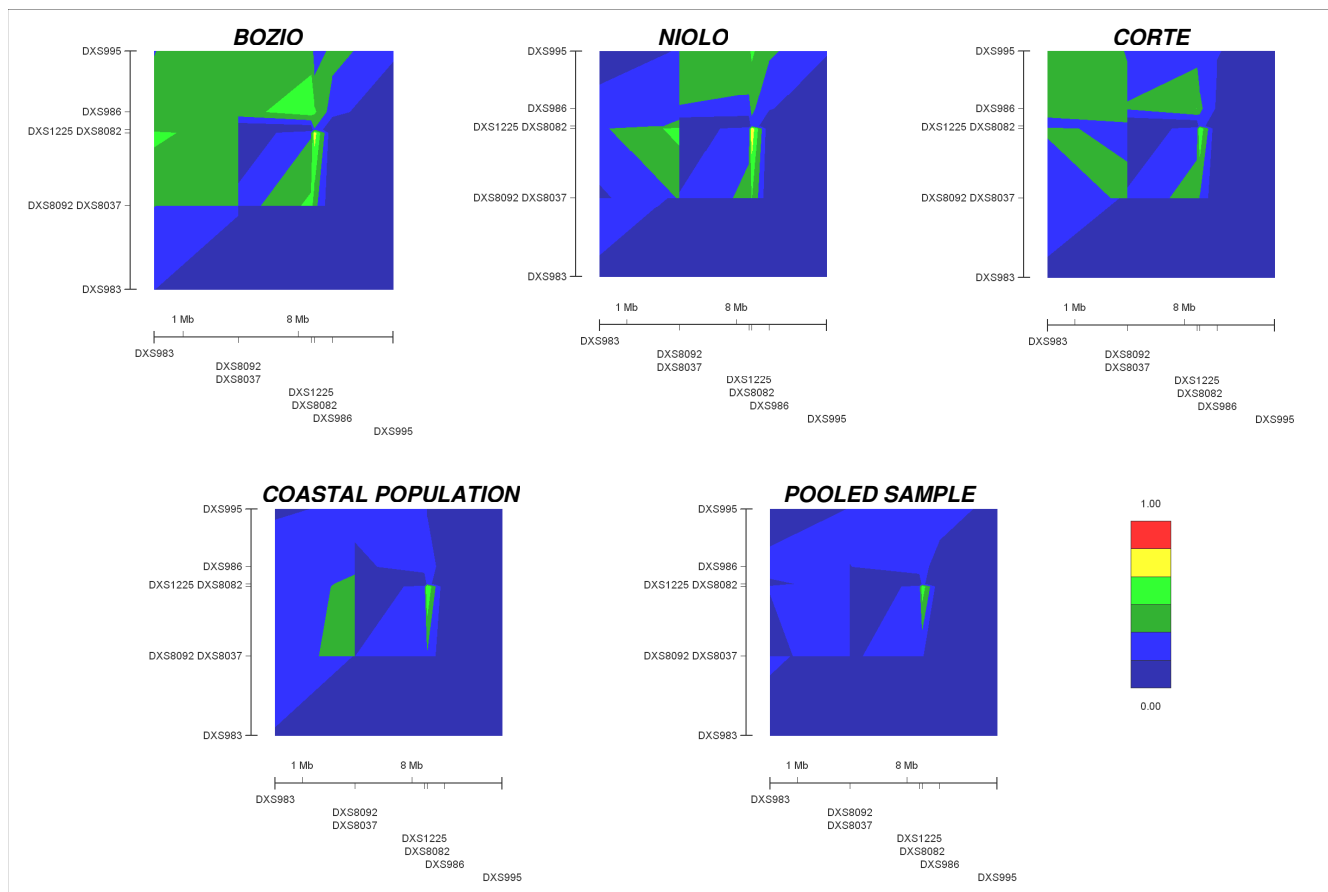 BOZIO
NIOLO
CORTE
DXS995
DXS986
DXS1225 DXS8082
DXS8092 DXS8037
DXS983
1 Mb
8 Mb
DXS983
DXS8092
DXS8037
DXS1225
DXS8082
DXS986
DXS995
DXS995
DXS986
DXS1225 DXS8082
DXS8092 DXS8037
DXS983
1 Mb
8 Mb
DXS983
DXS8092
DXS8037
DXS1225
DXS8082
DXS986
DXS995
DXS995
DXS986
DXS1225 DXS8082
DXS8092 DXS8037
DXS983
1 Mb
8 Mb
DXS983
DXS8092
DXS8037
DXS1225
DXS8082
DXS986
DXS995
COASTAL POPULATION
POOLED SAMPLE
DXS995
DXS986
DXS1225 DXS8082
DXS8092 DXS8037
DXS983
1 Mb
8 Mb
DXS983
DXS8092
DXS8037
DXS1225
DXS8082
DXS986
DXS995
DXS995
DXS986
DXS1225 DXS8082
DXS8092 DXS8037
DXS983
1 Mb
8 Mb
DXS983
DXS8092
DXS8037
DXS1225
DXS8082
DXS986
DXS995
1.00
0.00